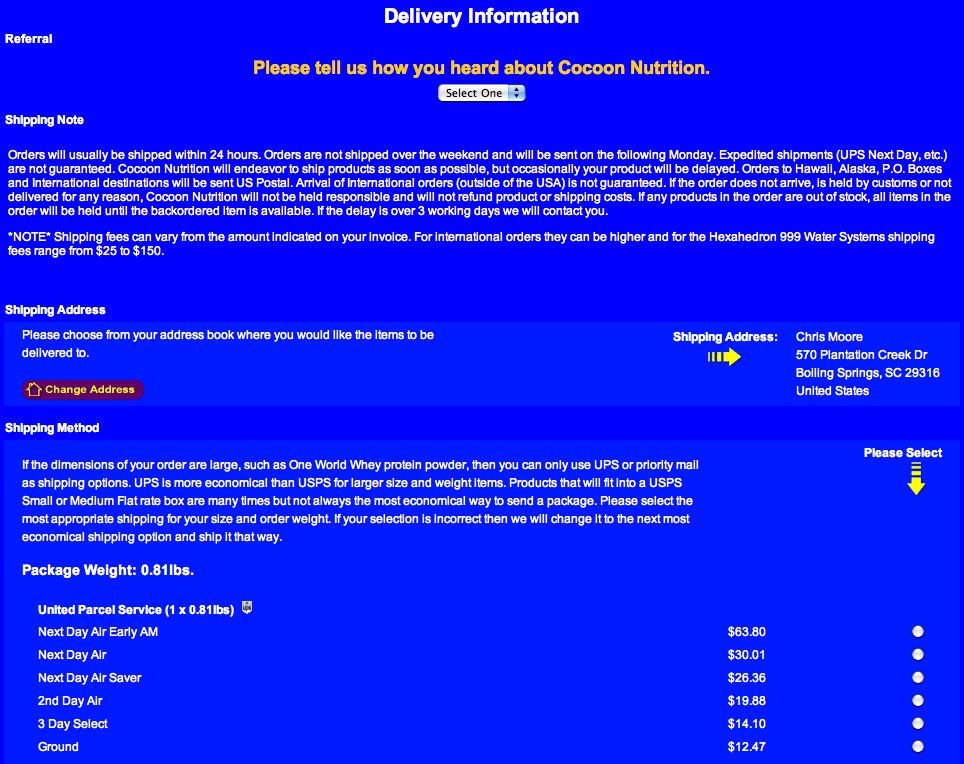 Delivery Information
Referral
Please tell us how you heard about Cocoon Nutrition.
Select One
Shipping Note
Orders will usually be shipped within 24 hours. Orders are not shipped over the weekend and will be sent on the following Monday. Expedited shipments (UPS Next Day, etc.)
are not guaranteed. Cocoon Nutrition will endeavor to ship products as soon as possible, but occasionally your product will be delayed. Orders to Hawaii, Alaska, P.O. Boxes
and International destinations will be sent US Postal. Arrival of International orders (outside of the USA) is not guaranteed. If the order does not arrive, is held by customs or not
delivered for any reason, Cocoon Nutrition will not be held responsible and will not refund product or shipping costs. If any products in the order are out of stock, all items in the
order will be held until the backordered item is available. If the delay is over 3 working days we will contact you.
*NOTE* Shipping fees can vary from the amount indicated on your invoice. For international orders they can be higher and for the Hexahedron 999 Water Systems shipping
fees range from $25 to $150.
Shipping Address
Please choose from your address book where you would like the items to be
delivered to.
Change Address
Shipping Address:
Chris Moore
570 Plantation Creek Dr
Boiling Springs, SC 29316
United States
Shipping Method
Please Select
If the dimensions of your order are large, such as One World Whey protein powder, then you can only use UPS or priority mail
as shipping options. UPS is more economical than USPS for larger size and weight items. Products that will fit into a USPS
Small or Medium Flat rate box are many times but not always the most economical way to send a package. Please select the
most appropriate shipping for your size and order weight. If your selection is incorrect then we will change it to the next most
economical shipping option and ship it that way.
Package Weight: 0.81lbs.
United Parcel Service (1 x 0.81lbs) ups
Next Day Air Early AM $63.80
Next Day Air $30.01
Next Day Air Saver $26.36
2nd Day Air $19.88
3 Day Select $14.10
Ground $12.47